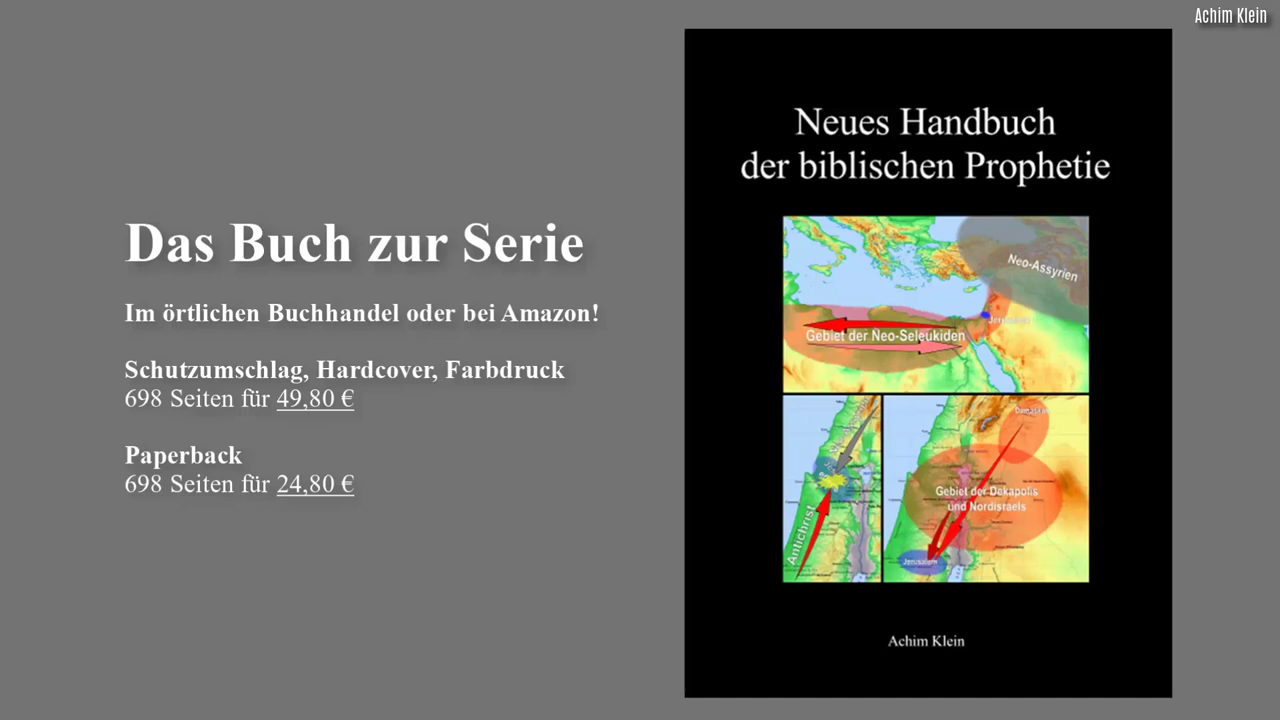 Achim Klein
Das Buch zur Serie
Im örtlichen Buchhandel oder bei Amazon!
Schutzumschlag, Hardcover, Farbdruck
698 Seiten für 49,80 €
Paperback
698 Seiten für 24,80 €
Neues Handbuch
der biblischen Prophetie
Neo-Assyrien
Jerusalem
Gebiet der Neo-Seleukiden
Damaskus
Antichrist
Gebiet der Dekapolis
und Nordisraels
Jerusalem
Achim Klein